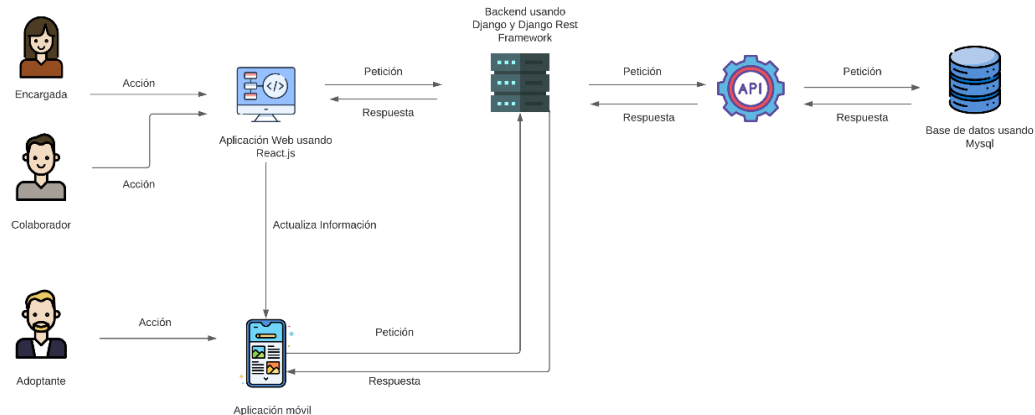 Backend usando
Django y Django Rest
Framework
Encargada
Acción
Petición
Respuesta
Aplicación Web usando
React.js
Petición
Respuesta
API
Petición
Respuesta
Base de datos usando
Mysql
Acción
Colaborador
Actualiza Información
Acción
Adoptante
Petición
Respuesta
Aplicación móvil